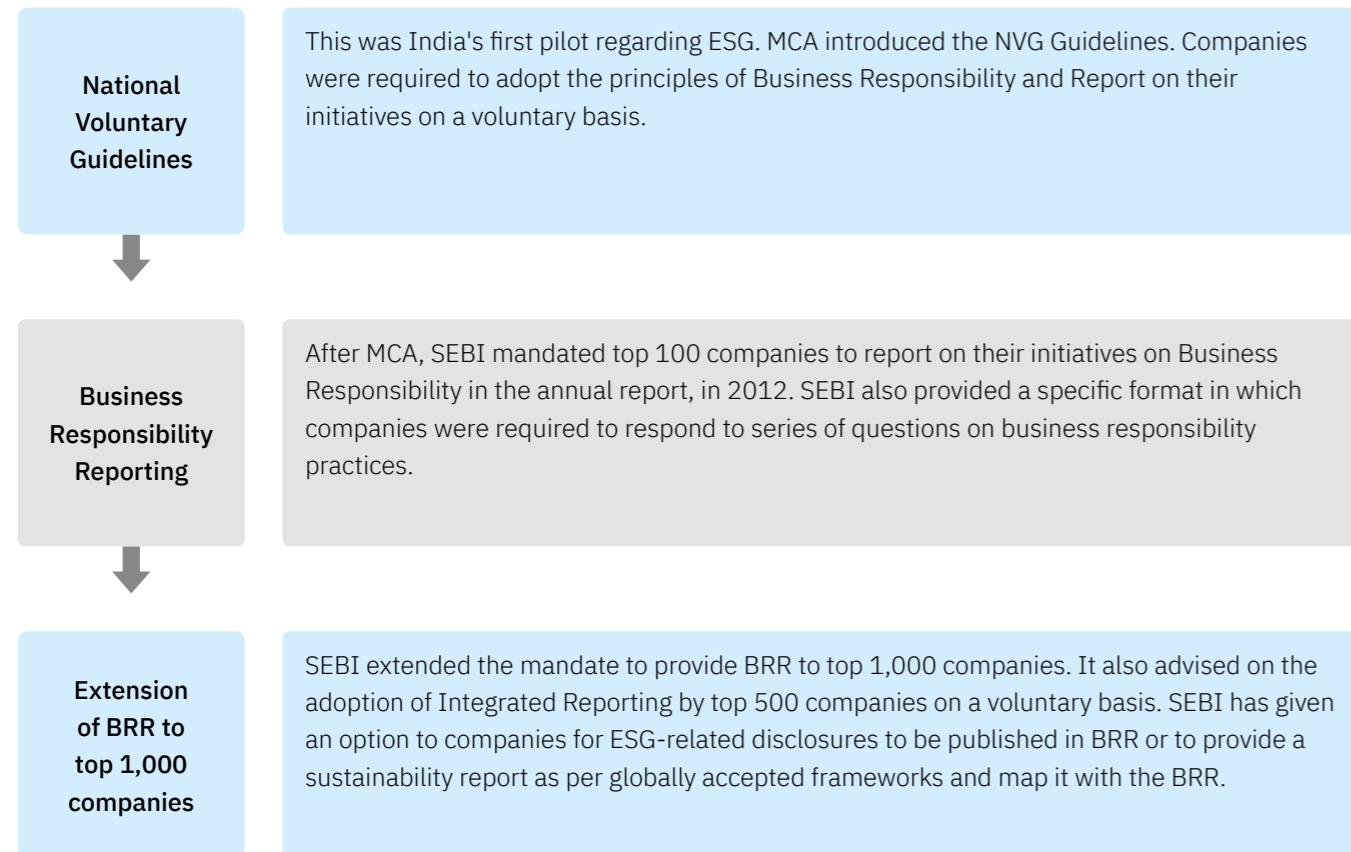 National
Voluntary
Guidelines
This was India's first pilot regarding ESG. MCA introduced the NVG Guidelines. Companies
were required to adopt the principles of Business Responsibility and Report on their
initiatives on a voluntary basis.
Business
Responsibility
Reporting
After MCA, SEBI mandated top 100 companies to report on their initiatives on Business
Responsibility in the annual report, in 2012. SEBI also provided a specific format in which
companies were required to respond to series of questions on business responsibility
practices.
Extension
of BRR to
top 1,000
companies
SEBI extended the mandate to provide BRR to top 1,000 companies. It also advised on the
adoption of Integrated Reporting by top 500 companies on a voluntary basis. SEBI has given
an option to companies for ESG-related disclosures to be published in BRR or to provide a
sustainability report as per globally accepted frameworks and map it with the BRR.